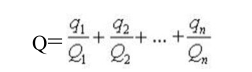 Q= q₁/Q₁ + q₂/Q₂ + ... + qₙ/Qₙ